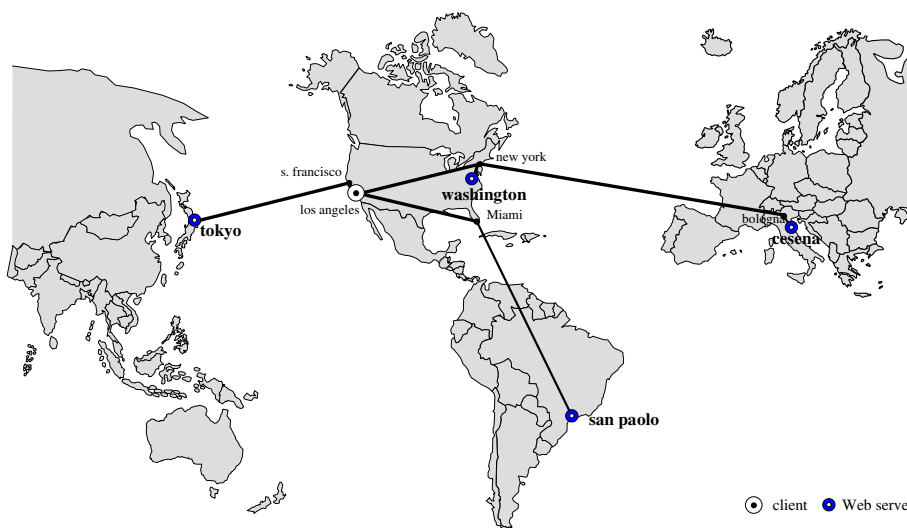 new york
s. francisco
washington
los angeles
Miami
bologna
tokyo
cesena
san paolo
client
Web serve